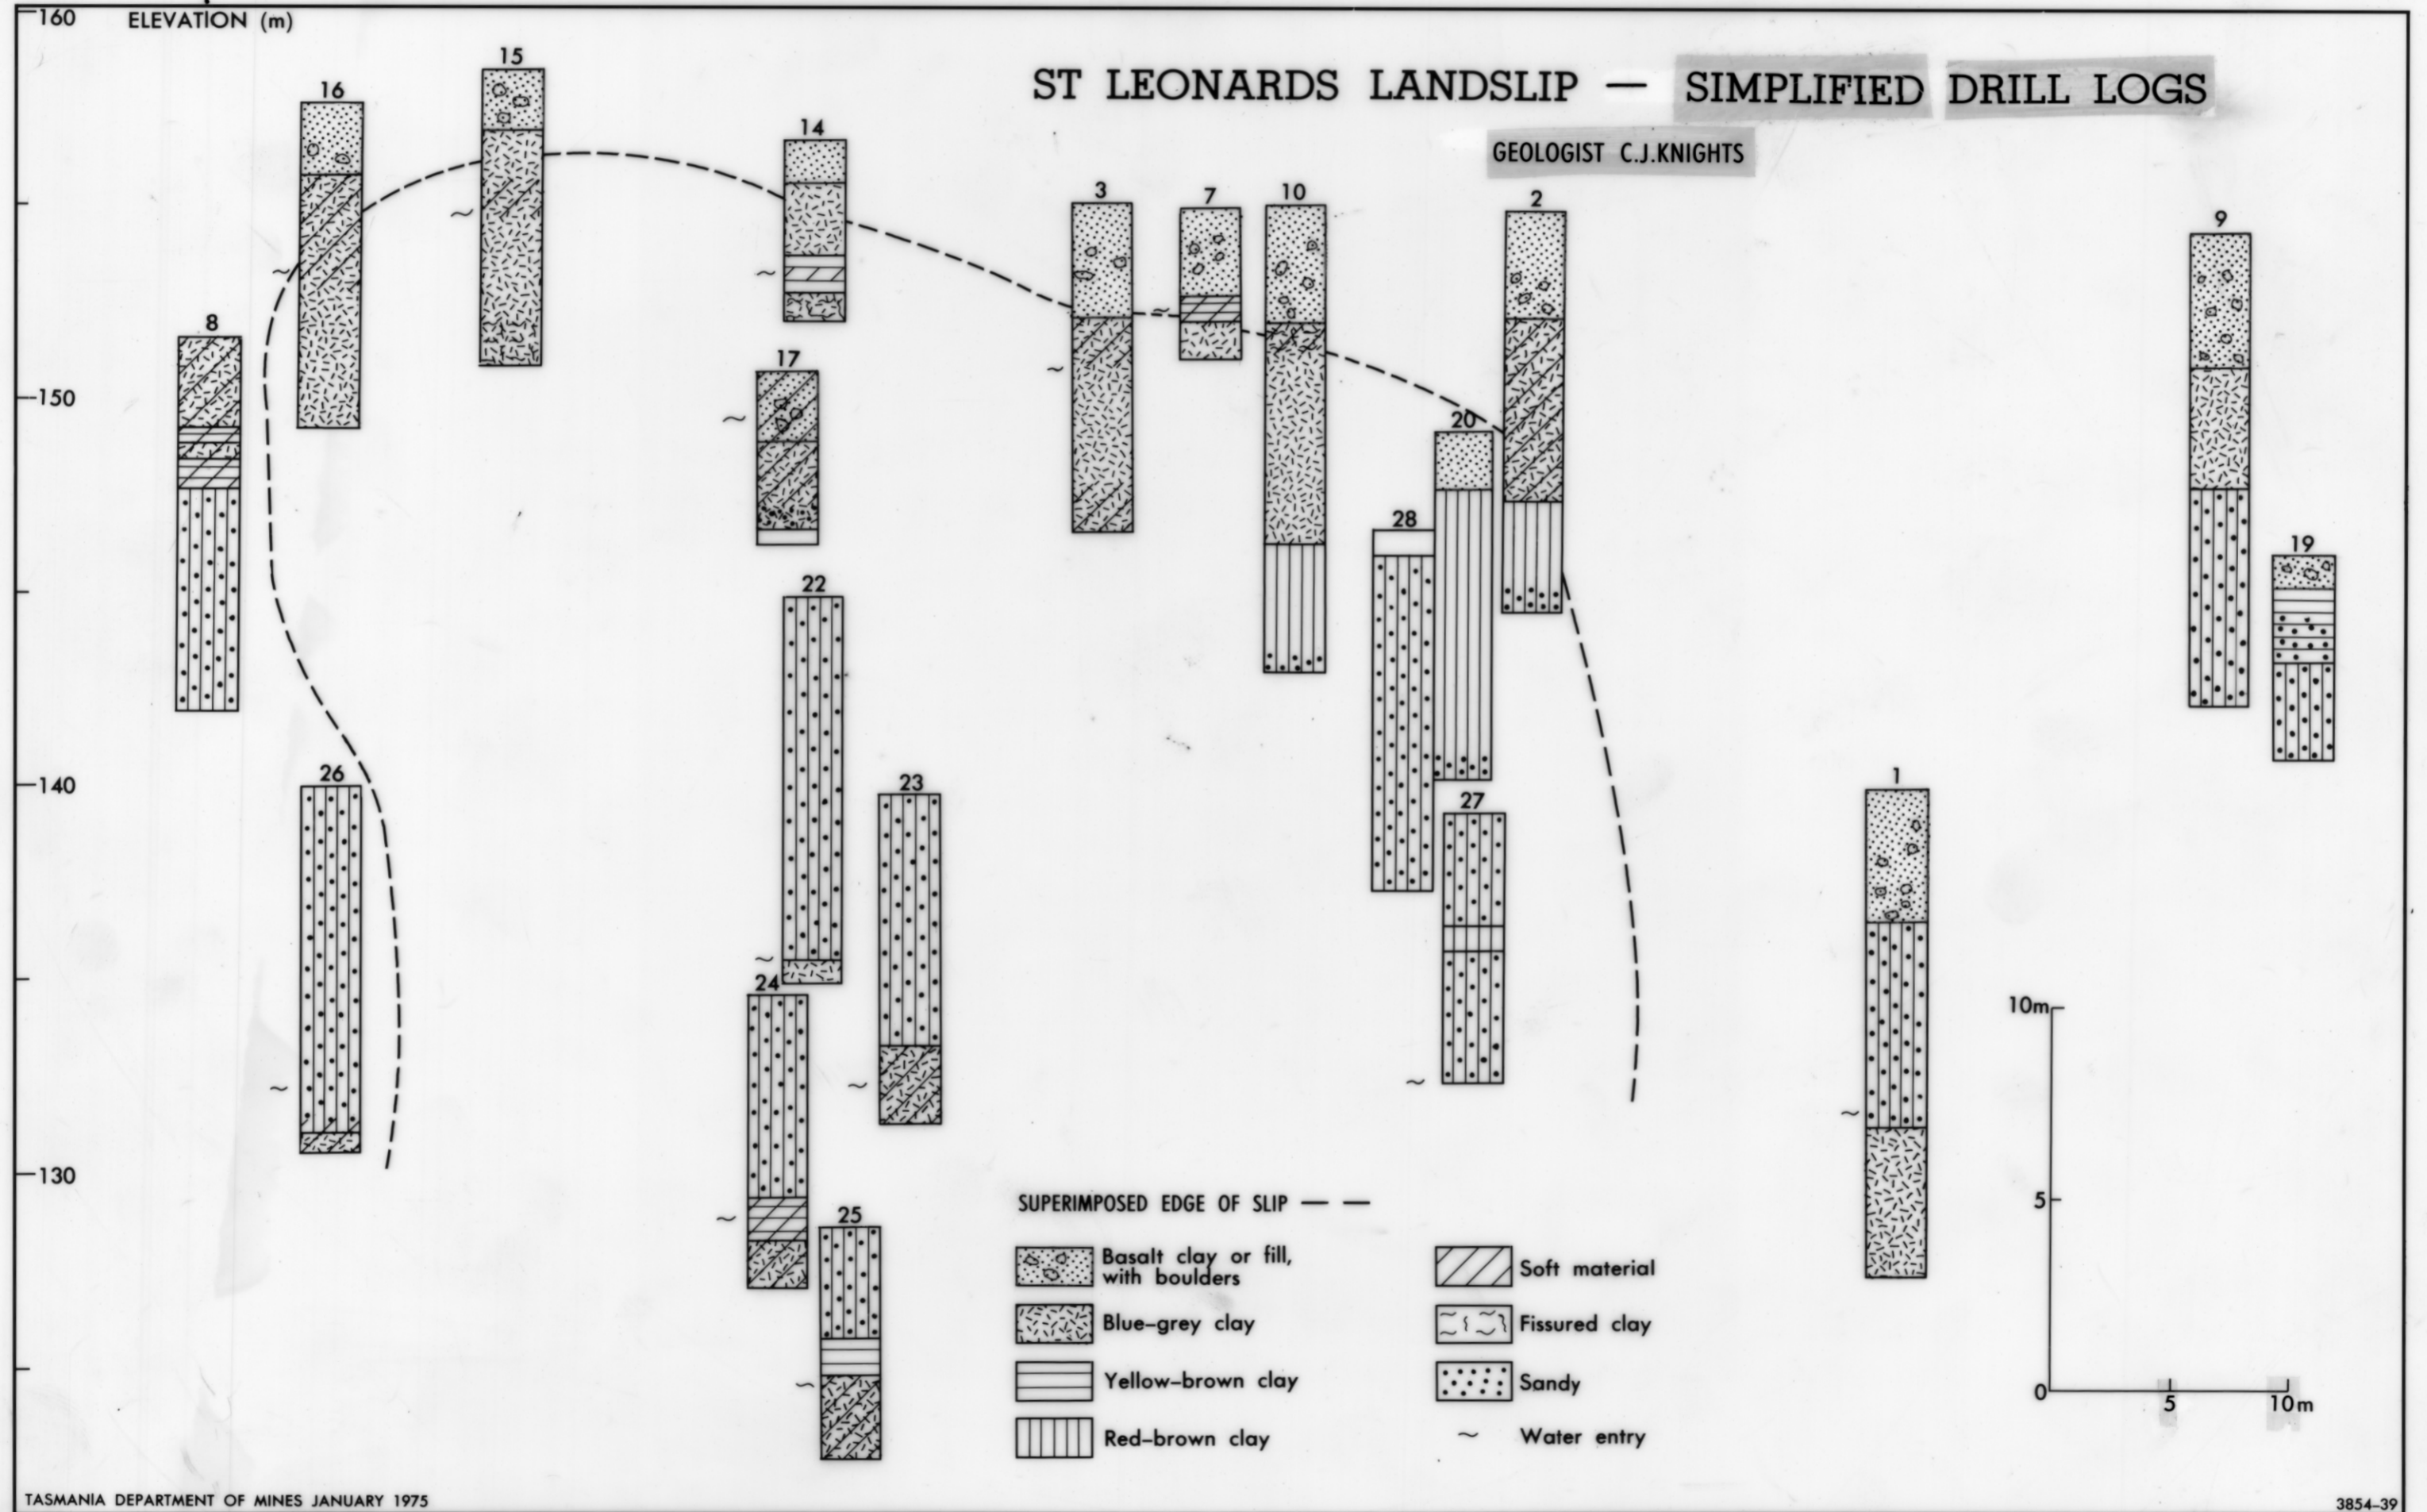 160
ELEVATION (m)
ST LEONARDS LANDSLIP — SIMPLIFIED DRILL LOGS
GEOLOGIST C.J.KNIGHTS
15
16
14
3
7
10
2
9
8
17
150
20
28
19
22
26
140
23
1
27
24
10m
5
0
5
10m
130
25
SUPERIMPOSED EDGE OF SLIP — —
Basalt clay or fill,
with boulders
Blue–grey clay
Yellow–brown clay
Red–brown clay
Soft material
Fissured clay
Sandy
~ Water entry
TASMANIA DEPARTMENT OF MINES JANUARY 1975
3854–39